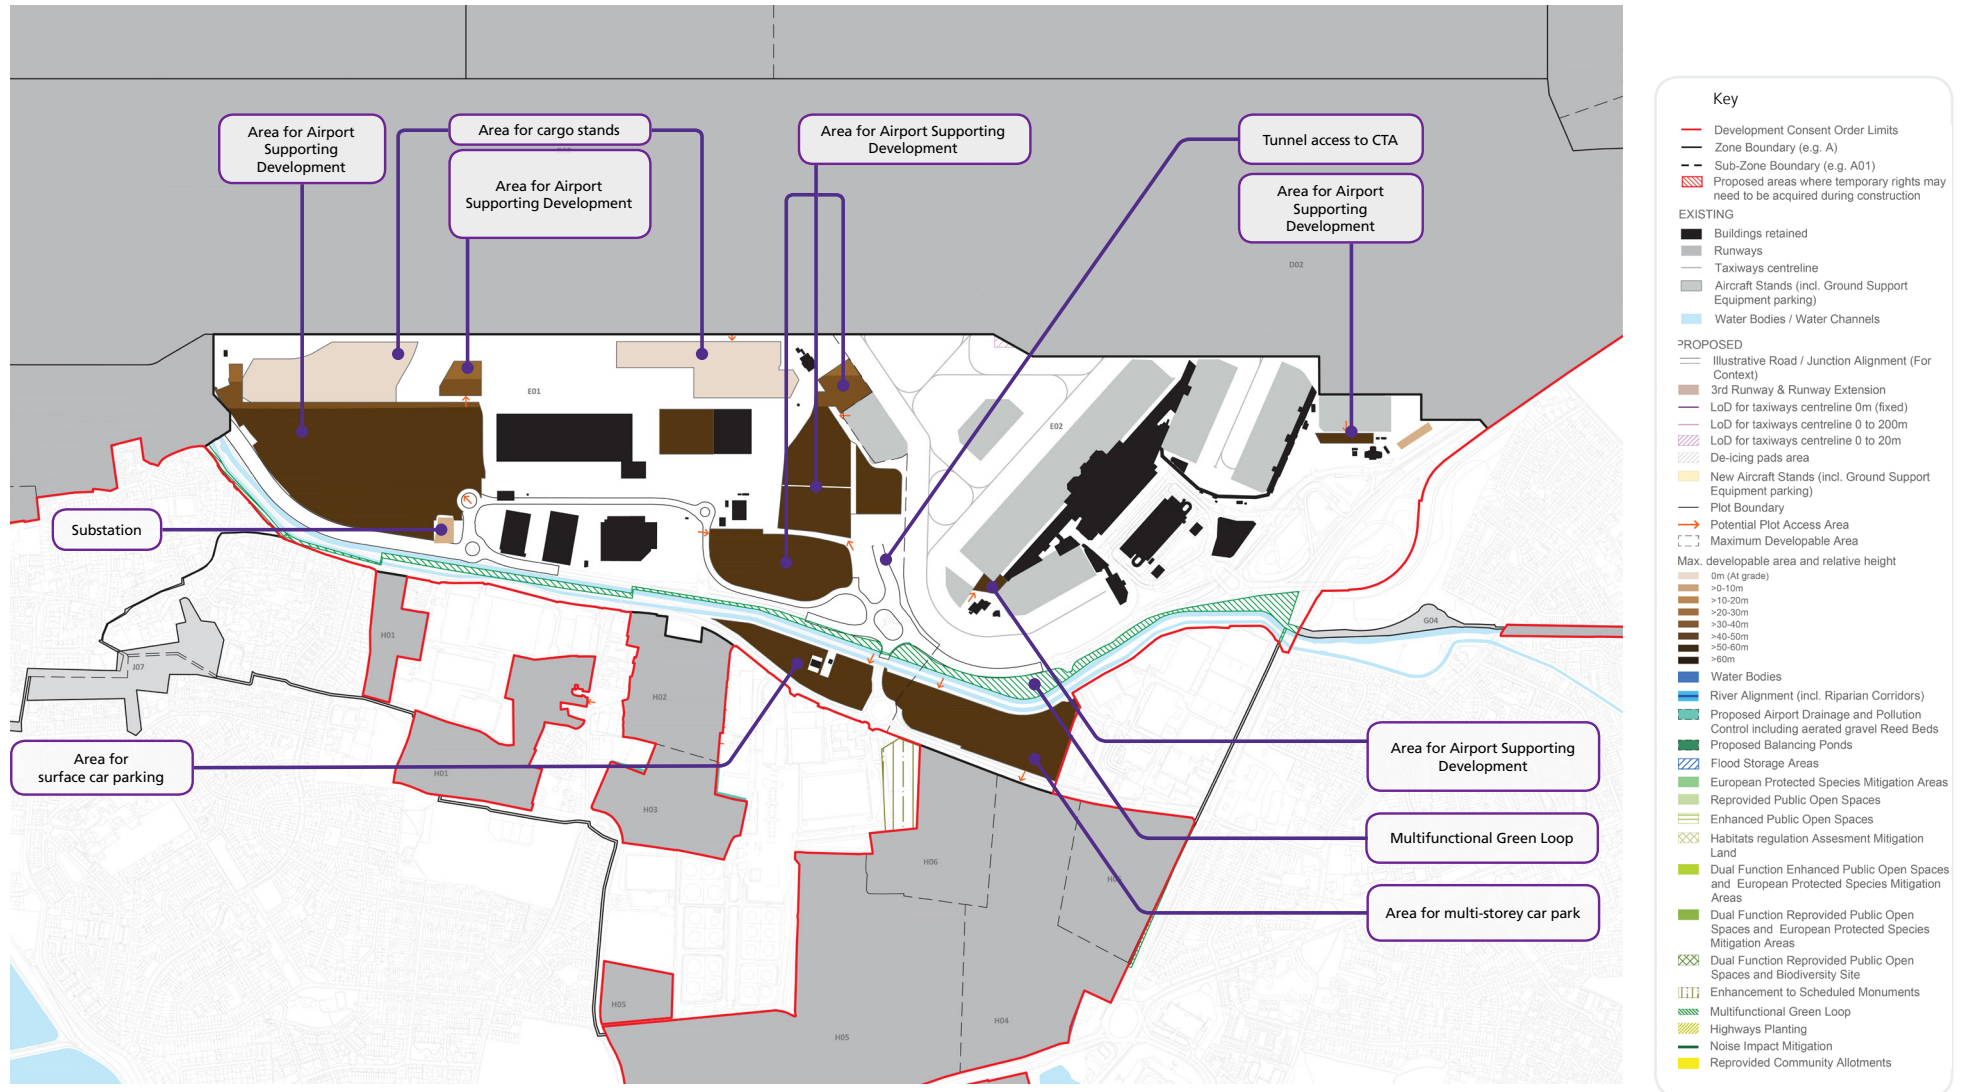 Area for Airport
Supporting
Development
Area for cargo stands
Area for Airport
Supporting Development
Area for Airport Supporting
Development
Tunnel access to CTA
Area for Airport
Supporting
Development
D02
E01
E02
Substation
G04
H01
J07
H02
Area for
surface car parking
H01
H03
Area for Airport Supporting
Development
Multifunctional Green Loop
H06
Area for multi-storey car park
H05
H04
H05
Key
Development Consent Order Limits
Zone Boundary (e.g. A)
Sub-Zone Boundary (e.g. A01)
Proposed areas where temporary rights may
need to be acquired during construction
EXISTING
Buildings retained
Runways
Taxiways centreline
Aircraft Stands (incl. Ground Support
Equipment parking)
Water Bodies / Water Channels
PROPOSED
Illustrative Road / Junction Alignment (For
Context)
3rd Runway & Runway Extension
LoD for taxiways centreline 0m (fixed)
LoD for taxiways centreline 0 to 200m
LoD for taxiways centreline 0 to 20m
De-icing pads area
New Aircraft Stands (incl. Ground Support
Equipment parking)
Plot Boundary
Potential Plot Access Area
Maximum Developable Area
Max. developable area and relative height
0m (At grade)
>0-10m
>10-20m
>20-30m
>30-40m
>40-50m
>50-60m
>60m
Water Bodies
River Alignment (incl. Riparian Corridors)
Proposed Airport Drainage and Pollution
Control including aerated gravel Reed Beds
Proposed Balancing Ponds
Flood Storage Areas
European Protected Species Mitigation Areas
Reprovided Public Open Spaces
Enhanced Public Open Spaces
Habitats regulation Assesment Mitigation
Land
Dual Function Enhanced Public Open Spaces
and European Protected Species Mitigation
Areas
Dual Function Reprovided Public Open
Spaces and European Protected Species
Mitigation Areas
Dual Function Reprovided Public Open
Spaces and Biodiversity Site
Enhancement to Scheduled Monuments
Multifunctional Green Loop
Highways Planting
Noise Impact Mitigation
Reprovided Community Allotments